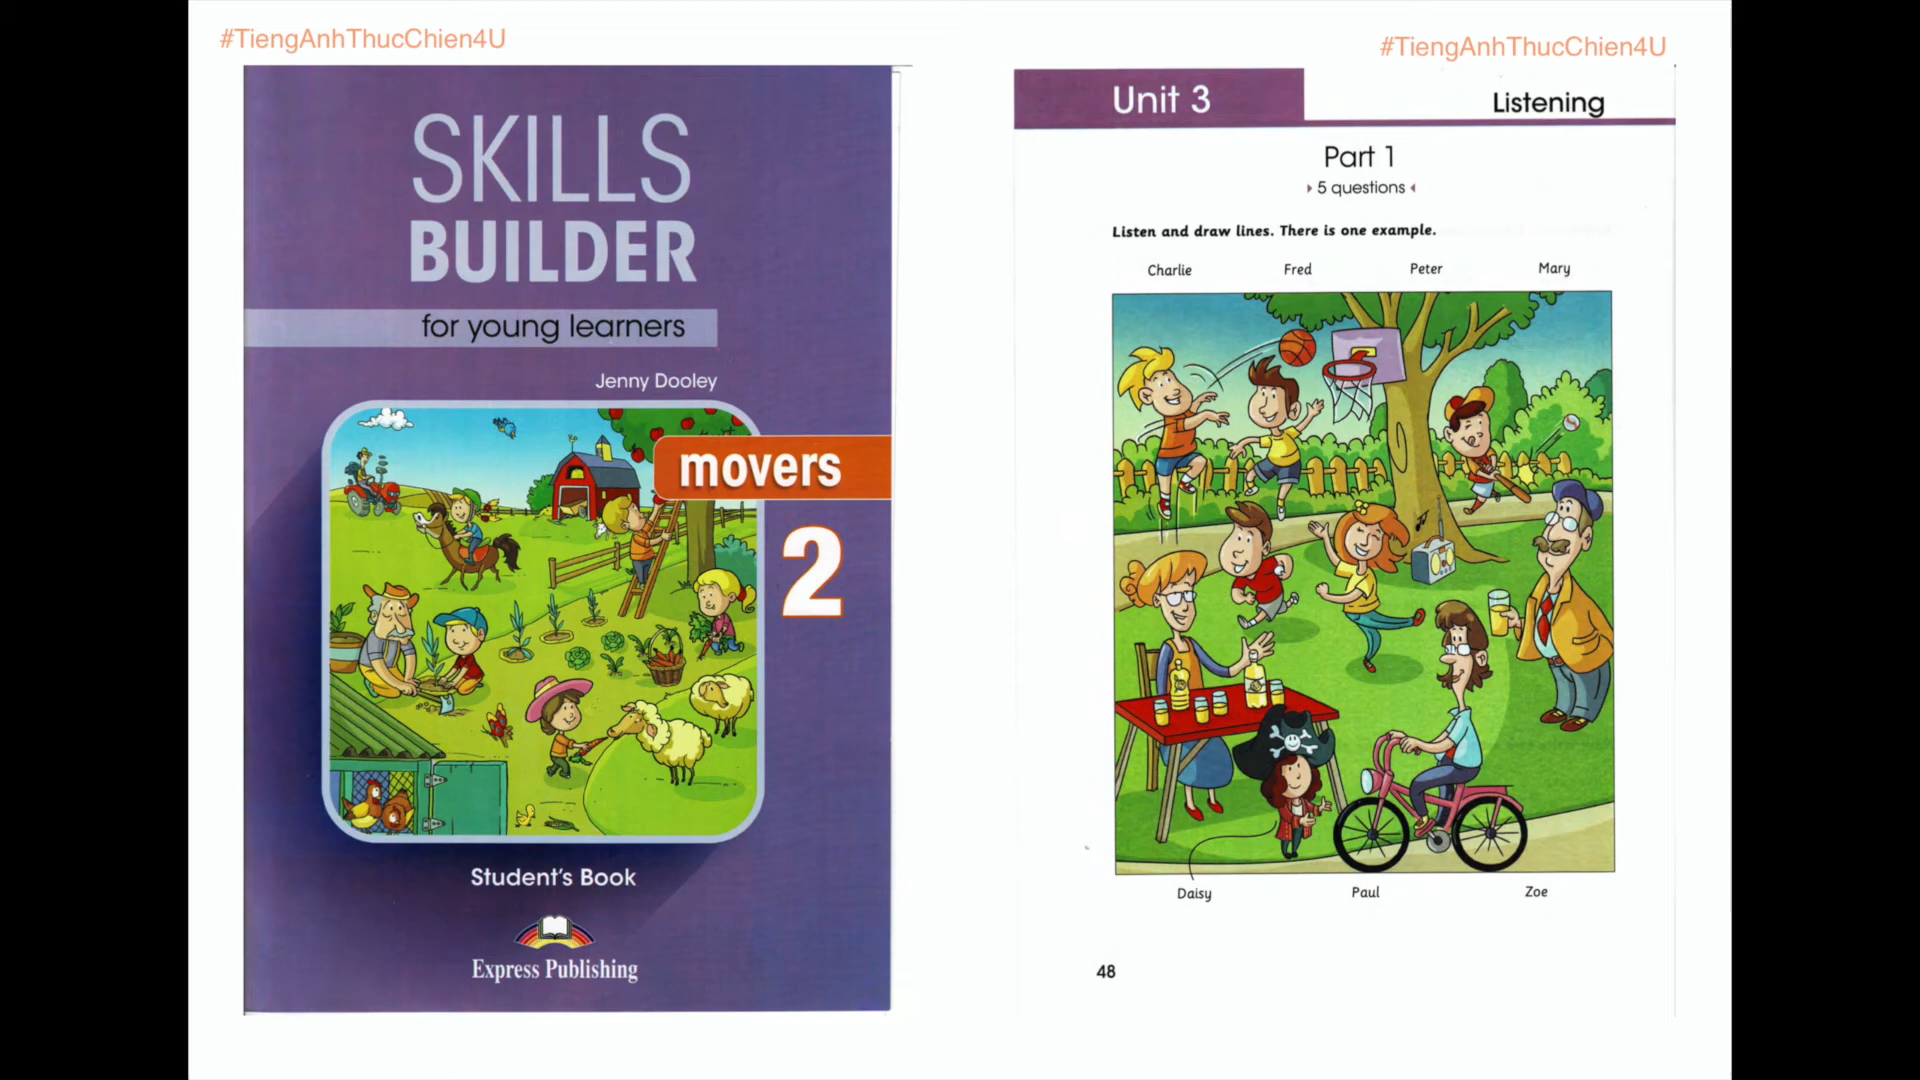 #TiengAnhThucChien4U
SKILLS
BUILDER
for young learners
Jenny Dooley
movers
2
Student's Book
Express Publishing
#TiengAnhThucChien4U
Unit 3
Listening
Part 1
5 questions
Listen and draw lines. There is one example.
Charlie Fred Peter Mary
Daisy Paul Zoe
48